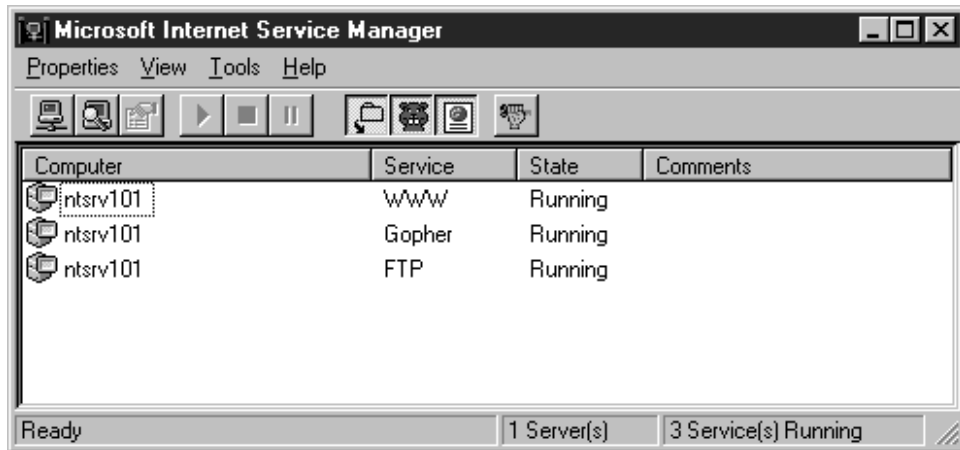 Microsoft Internet Service Manager
Properties View Tools Help
Computer Service State Comments
ntsrv101 WWW Running
ntsrv101 Gopher Running
ntsrv101 FTP Running
Ready 1 Server(s) 3 Service(s) Running